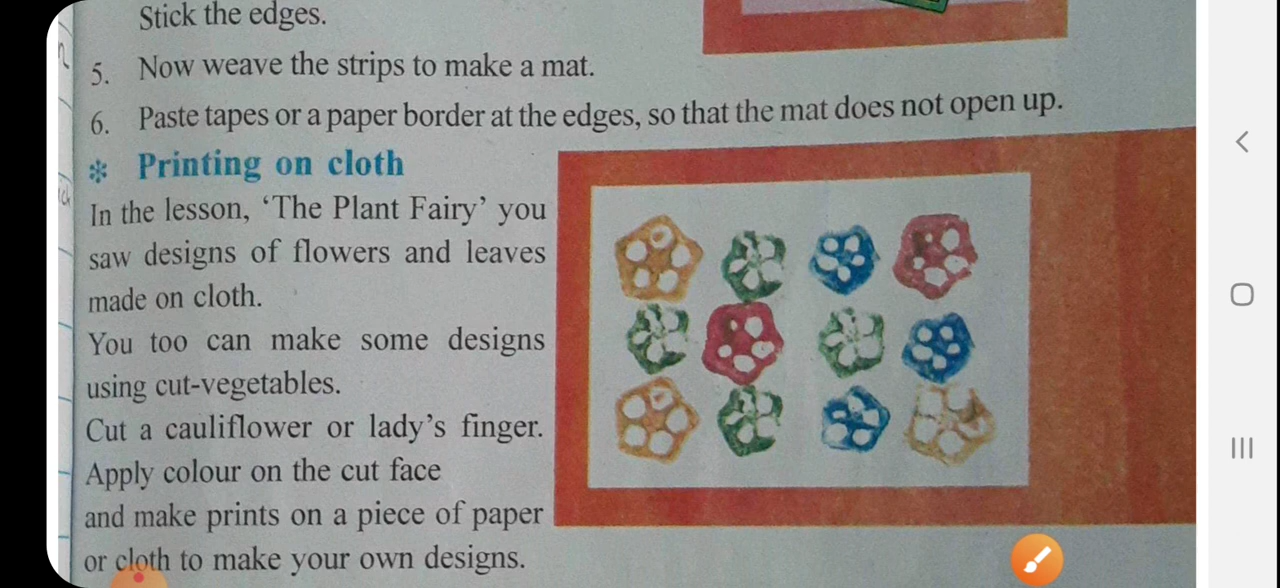 Stick the edges.
5. Now weave the strips to make a mat.
6. Paste tapes or a paper border at the edges, so that the mat does not open up.
* Printing on cloth
In the lesson, ‘The Plant Fairy’ you
saw designs of flowers and leaves
made on cloth.
You too can make some designs
using cut-vegetables.
Cut a cauliflower or lady’s finger.
Apply colour on the cut face
and make prints on a piece of paper
or cloth to make your own designs.